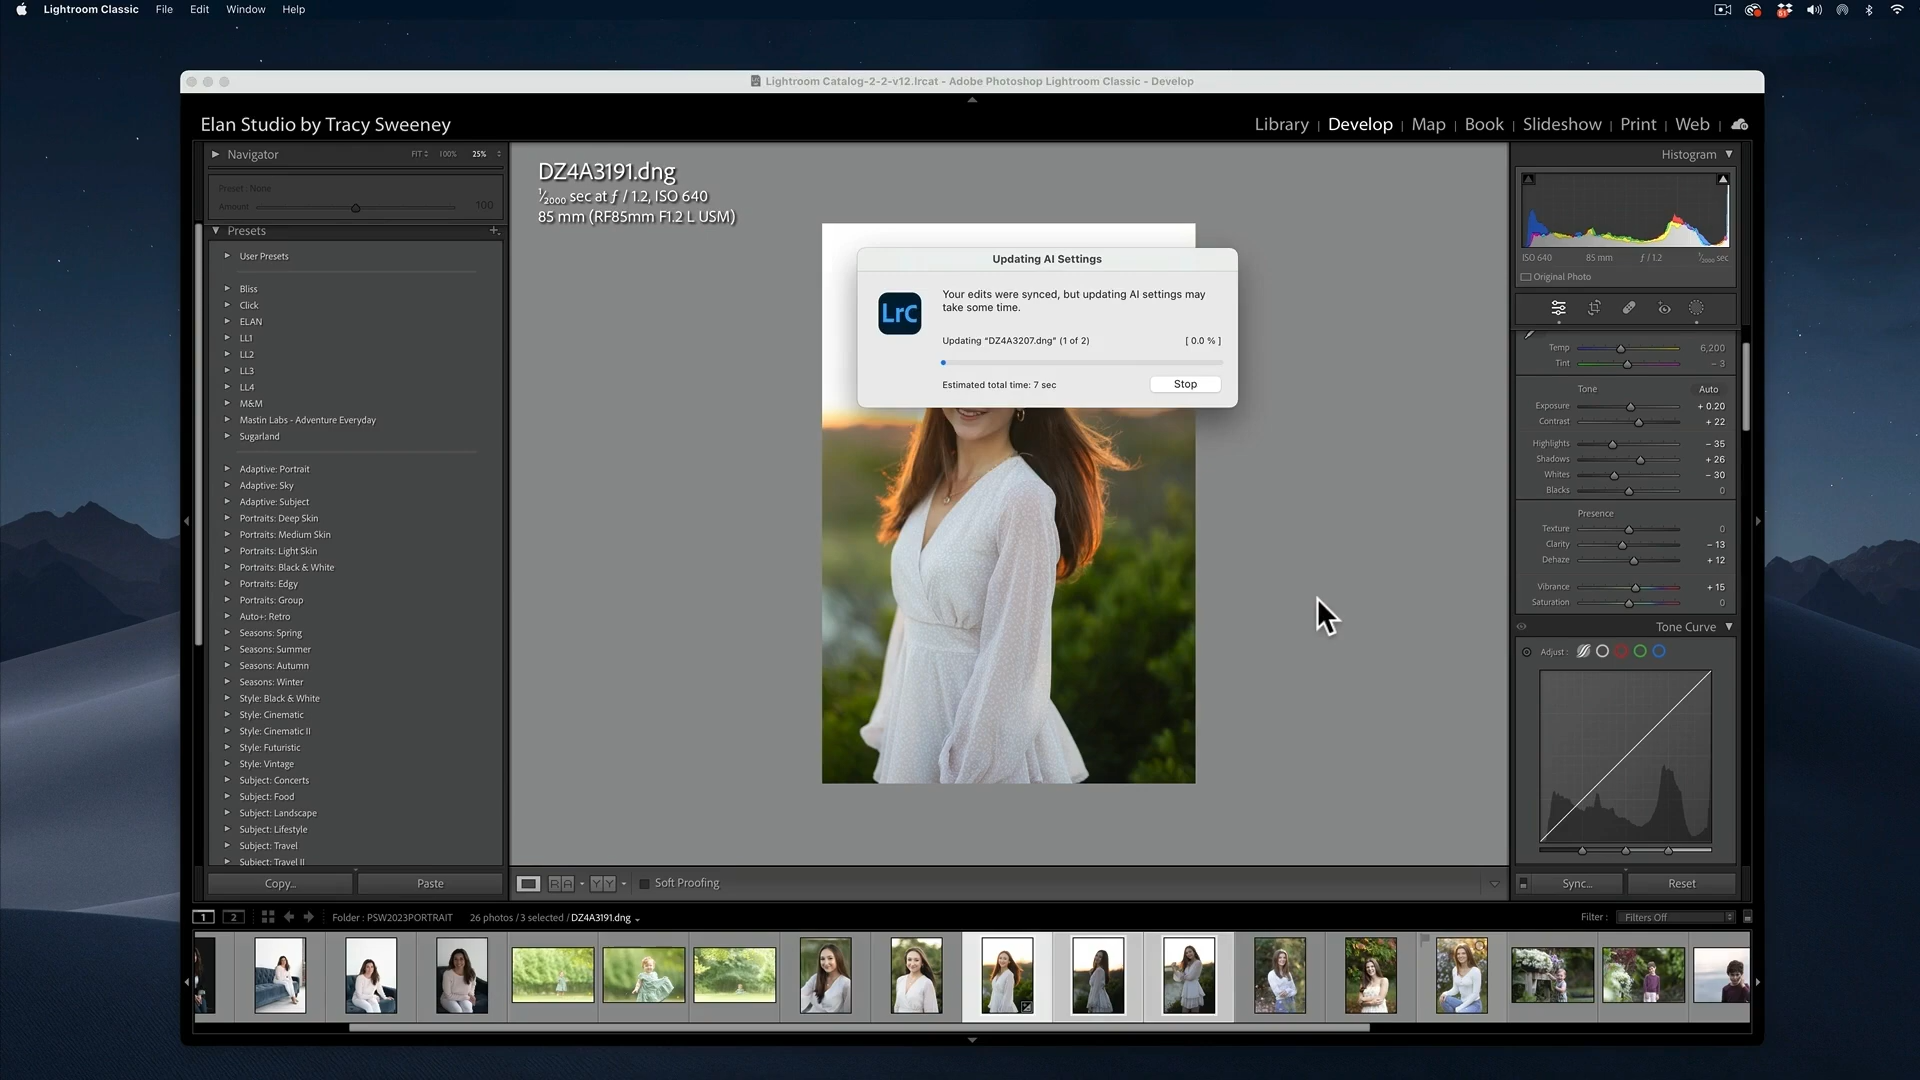 Lightroom Classic File Edit Window Help
Lightroom Catalog-2-2-v12.lrcat - Adobe Photoshop Lightroom Classic - Develop
Elan Studio by Tracy Sweeney
Library | Develop | Map | Book | Slideshow | Print | Web |
Navigator FIT 100% 25%
Preset : None
Amount 100
Presets
User Presets
Bliss
Click
ELAN
LL1
LL2
LL3
LL4
M&M
Mastin Labs - Adventure Everyday
Sugarland
Adaptive: Portrait
Adaptive: Sky
Adaptive: Subject
Portraits: Deep Skin
Portraits: Medium Skin
Portraits: Light Skin
Portraits: Black & White
Portraits: Edgy
Portraits: Group
Auto+: Retro
Seasons: Spring
Seasons: Summer
Seasons: Autumn
Seasons: Winter
Style: Black & White
Style: Cinematic
Style: Cinematic II
Style: Futuristic
Style: Vintage
Subject: Concerts
Subject: Food
Subject: Landscape
Subject: Lifestyle
Subject: Travel
Subject: Travel II
Copy... Paste
DZ4A3191.dng
1/2000 sec at ƒ / 1.2, ISO 640
85 mm (RF85mm F1.2 L USM)
Updating AI Settings
LrC
Your edits were synced, but updating AI settings may
take some time.
Updating “DZ4A3207.dng” (1 of 2) [ 0.0 % ]
Estimated total time: 7 sec Stop
Histogram
ISO 640 85 mm ƒ / 1.2 1/2000 sec
Original Photo
Temp 6,200
Tint – 3
Tone Auto
Exposure + 0.20
Contrast + 22
Highlights – 35
Shadows + 26
Whites – 30
Blacks 0
Presence
Texture 0
Clarity – 13
Dehaze + 12
Vibrance + 15
Saturation 0
Tone Curve
Adjust :
Sync... Reset
R A Y Y Soft Proofing
1 2 Folder : PSW2023PORTRAIT 26 photos / 3 selected / DZ4A3191.dng
Filter : Filters Off